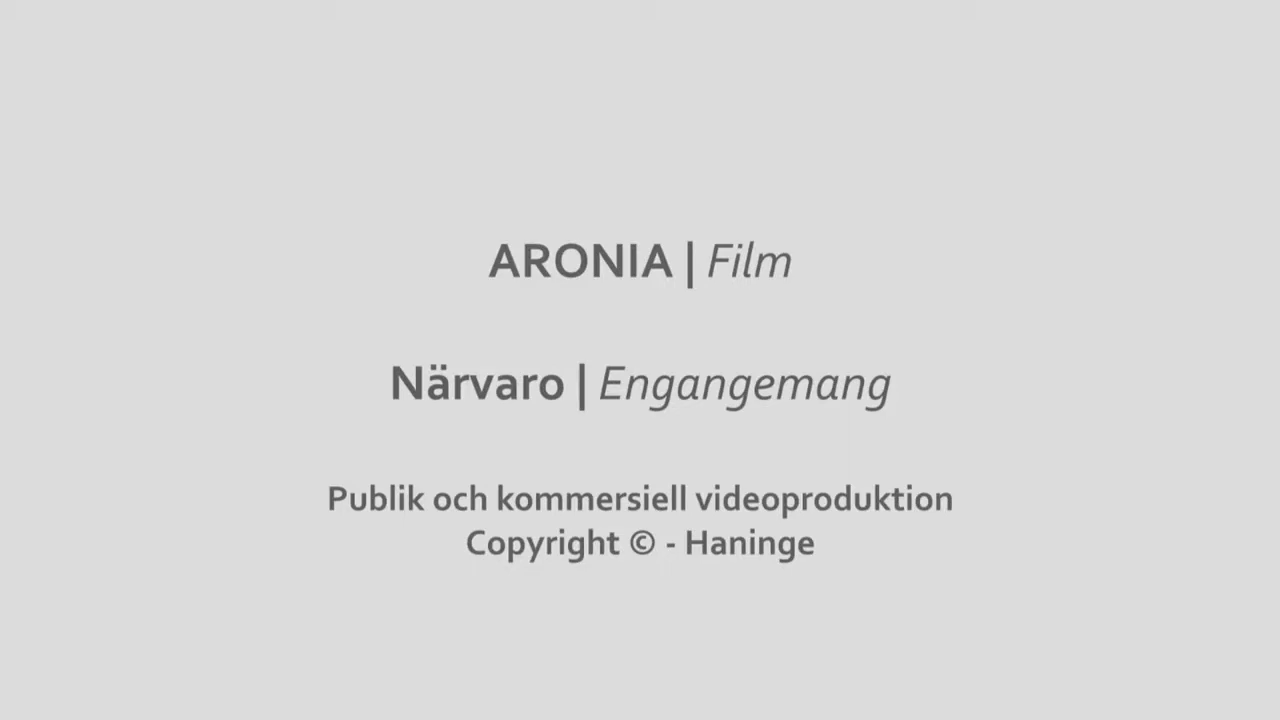 ARONIA | Film
Närvaro | Engangemang
Publik och kommersiell videoproduktion
Copyright © - Haninge